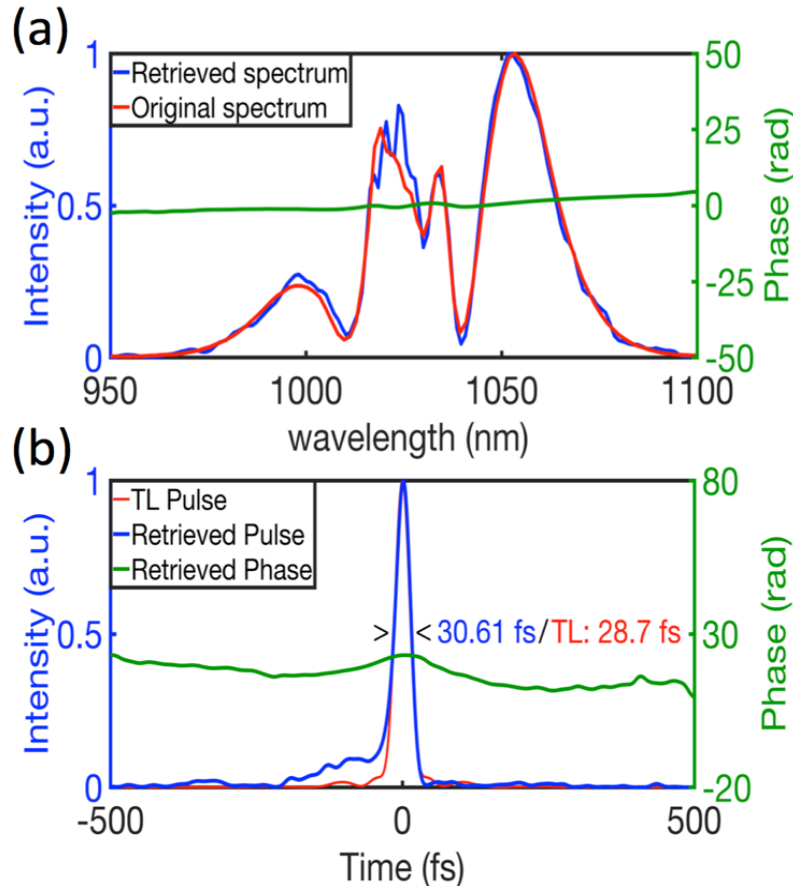 (a)
1
50
Retrieved spectrum
Original spectrum
25
Intensity (a.u.)
0.5
0
Phase (rad)
-25
0
-50
950
1000
1050
1100
wavelength (nm)
(b)
1
80
TL Pulse
Retrieved Pulse
Retrieved Phase
Intensity (a.u.)
0.5
> < 30.61 fs/TL: 28.7 fs
30
Phase (rad)
0
-20
-500
0
500
Time (fs)